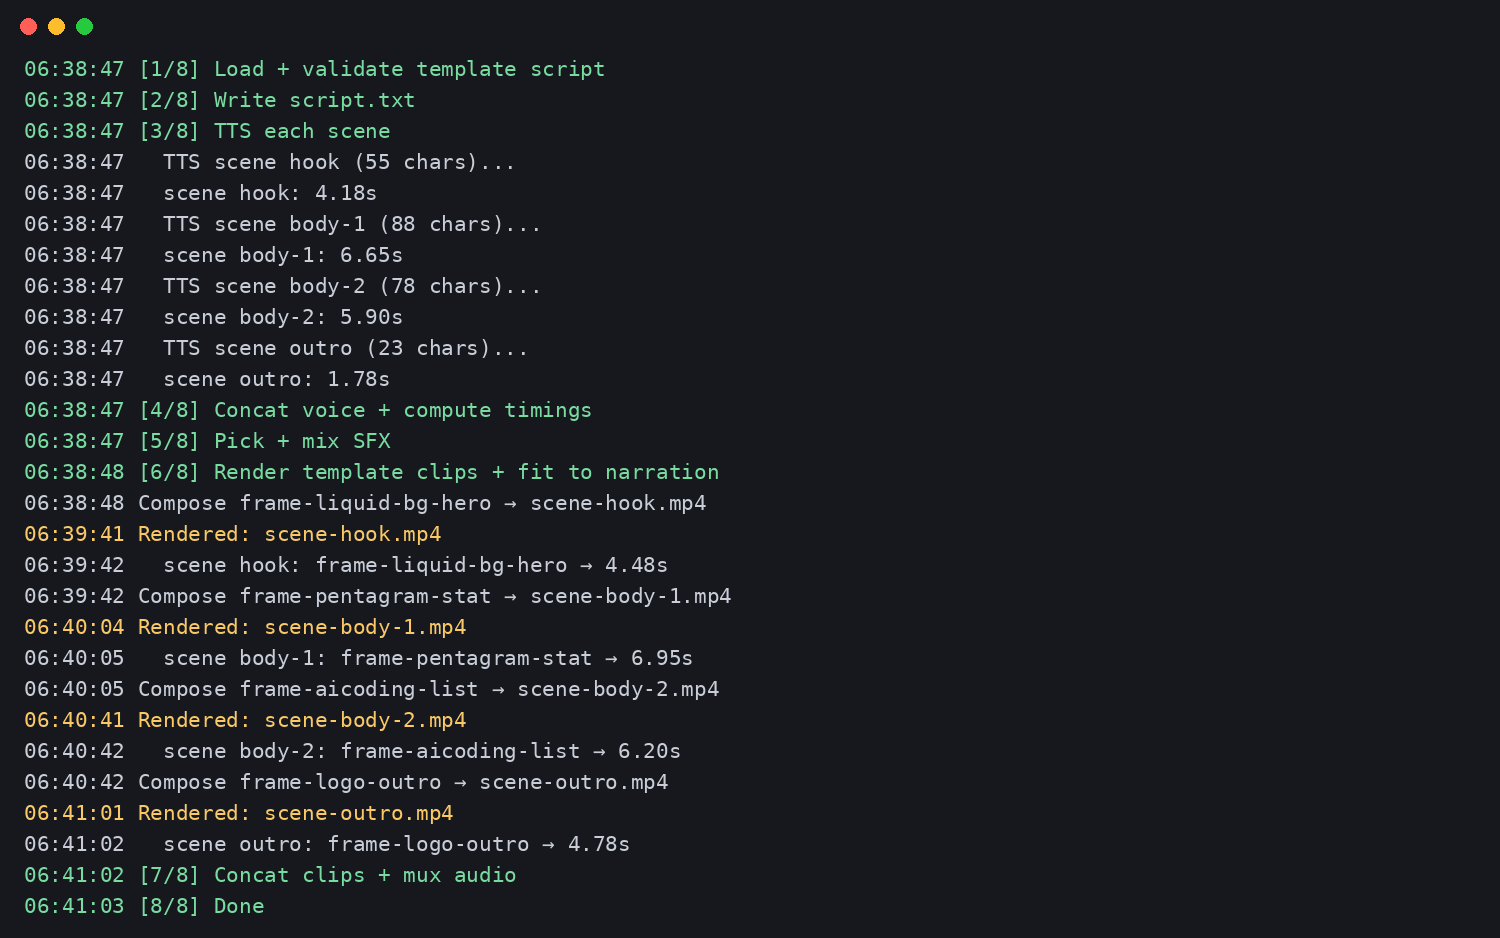 06:38:47 [1/8] Load + validate template script
06:38:47 [2/8] Write script.txt
06:38:47 [3/8] TTS each scene
06:38:47   TTS scene hook (55 chars)...
06:38:47   scene hook: 4.18s
06:38:47   TTS scene body-1 (88 chars)...
06:38:47   scene body-1: 6.65s
06:38:47   TTS scene body-2 (78 chars)...
06:38:47   scene body-2: 5.90s
06:38:47   TTS scene outro (23 chars)...
06:38:47   scene outro: 1.78s
06:38:47 [4/8] Concat voice + compute timings
06:38:47 [5/8] Pick + mix SFX
06:38:48 [6/8] Render template clips + fit to narration
06:38:48 Compose frame-liquid-bg-hero → scene-hook.mp4
06:39:41 Rendered: scene-hook.mp4
06:39:42   scene hook: frame-liquid-bg-hero → 4.48s
06:39:42 Compose frame-pentagram-stat → scene-body-1.mp4
06:40:04 Rendered: scene-body-1.mp4
06:40:05   scene body-1: frame-pentagram-stat → 6.95s
06:40:05 Compose frame-aicoding-list → scene-body-2.mp4
06:40:41 Rendered: scene-body-2.mp4
06:40:42   scene body-2: frame-aicoding-list → 6.20s
06:40:42 Compose frame-logo-outro → scene-outro.mp4
06:41:01 Rendered: scene-outro.mp4
06:41:02   scene outro: frame-logo-outro → 4.78s
06:41:02 [7/8] Concat clips + mux audio
06:41:03 [8/8] Done